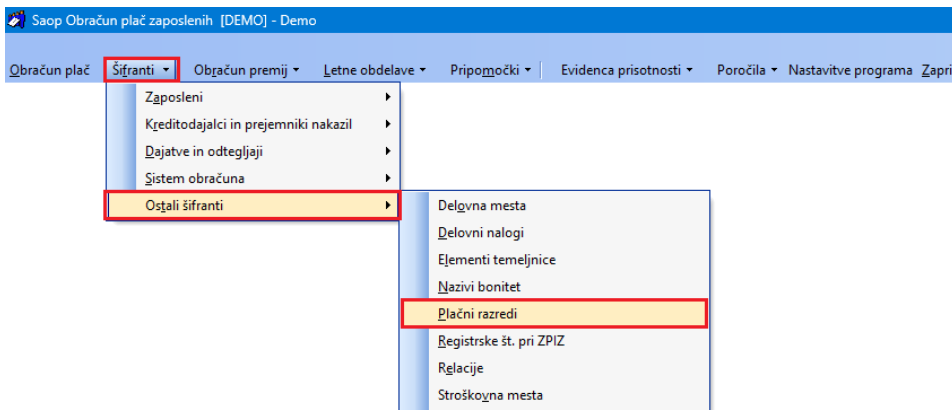 Saop Obračun plač zaposlenih [DEMO] - Demo
Obračun plač Šifranti Obračun premij Letne obdelave Pripomočki Evidenca prisotnosti Poročila Nastavitve programa Zapri
Zaposleni
Kreditodajalci in prejemniki nakazil
Dajatve in odtegljaji
Sistem obračuna
Ostali šifranti
Delovna mesta
Delovni nalogi
Elementi temeljnice
Nazivi bonitet
Plačni razredi
Registrske št. pri ZPIZ
Relacije
Stroškovna mesta